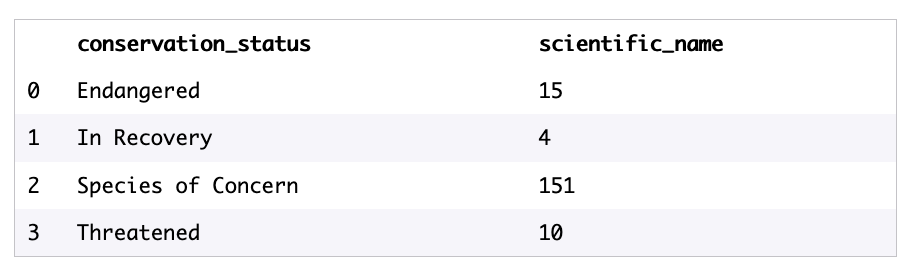 conservation_status scientific_name
0 Endangered 15
1 In Recovery 4
2 Species of Concern 151
3 Threatened 10